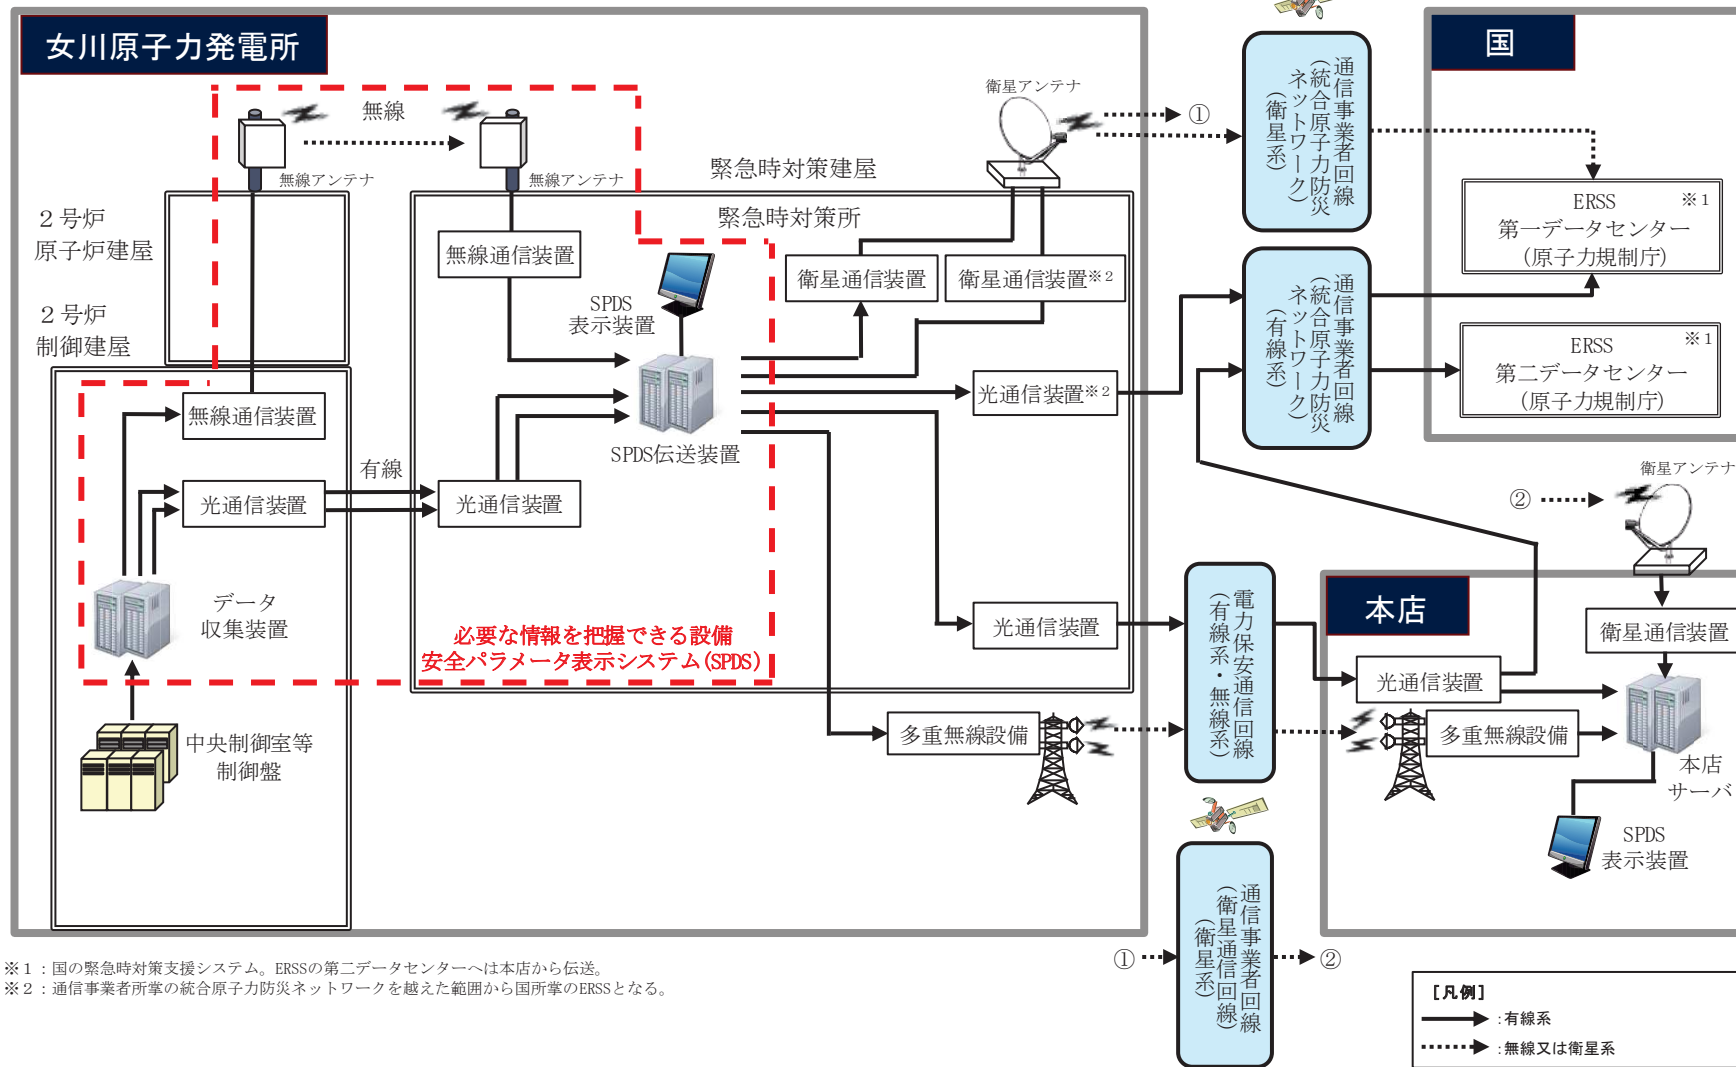 女川原子力発電所
国
無線
衛星アンテナ
①
通信事業者回線
(統合原子力防災
ネットワーク)
(衛星系)
無線アンテナ
無線アンテナ
緊急時対策建屋
2号炉
原子炉建屋
緊急時対策所
ERSS ※1
第一データセンター
(原子力規制庁)
無線通信装置
衛星通信装置
衛星通信装置※2
SPDS
表示装置
通信事業者回線
(統合原子力防災
ネットワーク)
(有線系)
2号炉
制御建屋
ERSS ※1
第二データセンター
(原子力規制庁)
無線通信装置
光通信装置※2
SPDS伝送装置
有線
光通信装置
光通信装置
衛星アンテナ
②
データ
収集装置
必要な情報を把握できる設備
安全パラメータ表示システム(SPDS)
光通信装置
電力保安通信回線
(有線系・無線系)
本店
衛星通信装置
光通信装置
中央制御室等
制御盤
多重無線設備
多重無線設備
本店
サーバ
SPDS
表示装置
通信事業者回線
(衛星通信回線)
(衛星系)
①
②
※1：国の緊急時対策支援システム。ERSSの第二データセンターへは本店から伝送。
※2：通信事業者所掌の統合原子力防災ネットワークを越えた範囲から国所掌のERSSとなる。
[凡例]
:有線系
:無線又は衛星系